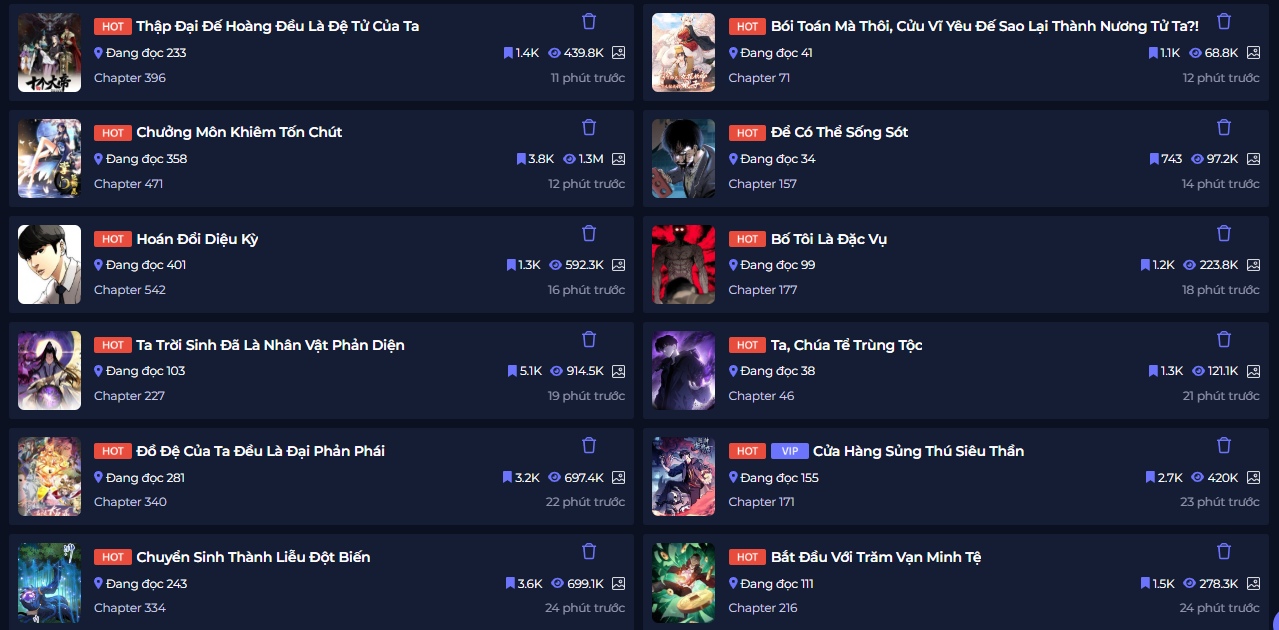 HOT Thập Đại Đế Hoàng Đều Là Đệ Tử Của Ta
Đang đọc 233 1.4K 439.8K
Chapter 396 11 phút trước
HOT Bói Toán Mà Thôi, Cửu Vĩ Yêu Đế Sao Lại Thành Nương Tử Ta?!
Đang đọc 41 1.1K 68.8K
Chapter 71 12 phút trước
HOT Chưởng Môn Khiêm Tốn Chút
Đang đọc 358 3.8K 1.3M
Chapter 471 12 phút trước
HOT Để Có Thể Sống Sót
Đang đọc 34 743 97.2K
Chapter 157 14 phút trước
HOT Hoán Đổi Diệu Kỳ
Đang đọc 401 1.3K 592.3K
Chapter 542 16 phút trước
HOT Bố Tôi Là Đặc Vụ
Đang đọc 99 1.2K 223.8K
Chapter 177 18 phút trước
HOT Ta Trời Sinh Đã Là Nhân Vật Phản Diện
Đang đọc 103 5.1K 914.5K
Chapter 227 19 phút trước
HOT Ta, Chúa Tể Trùng Tộc
Đang đọc 38 1.3K 121.1K
Chapter 46 21 phút trước
HOT Đồ Đệ Của Ta Đều Là Đại Phản Phái
Đang đọc 281 3.2K 697.4K
Chapter 340 22 phút trước
HOT VIP Cửa Hàng Sủng Thú Siêu Thần
Đang đọc 155 2.7K 420K
Chapter 171 23 phút trước
HOT Chuyển Sinh Thành Liễu Đột Biến
Đang đọc 243 3.6K 699.1K
Chapter 334 24 phút trước
HOT Bắt Đầu Với Trăm Vạn Minh Tệ
Đang đọc 111 1.5K 278.3K
Chapter 216 24 phút trước